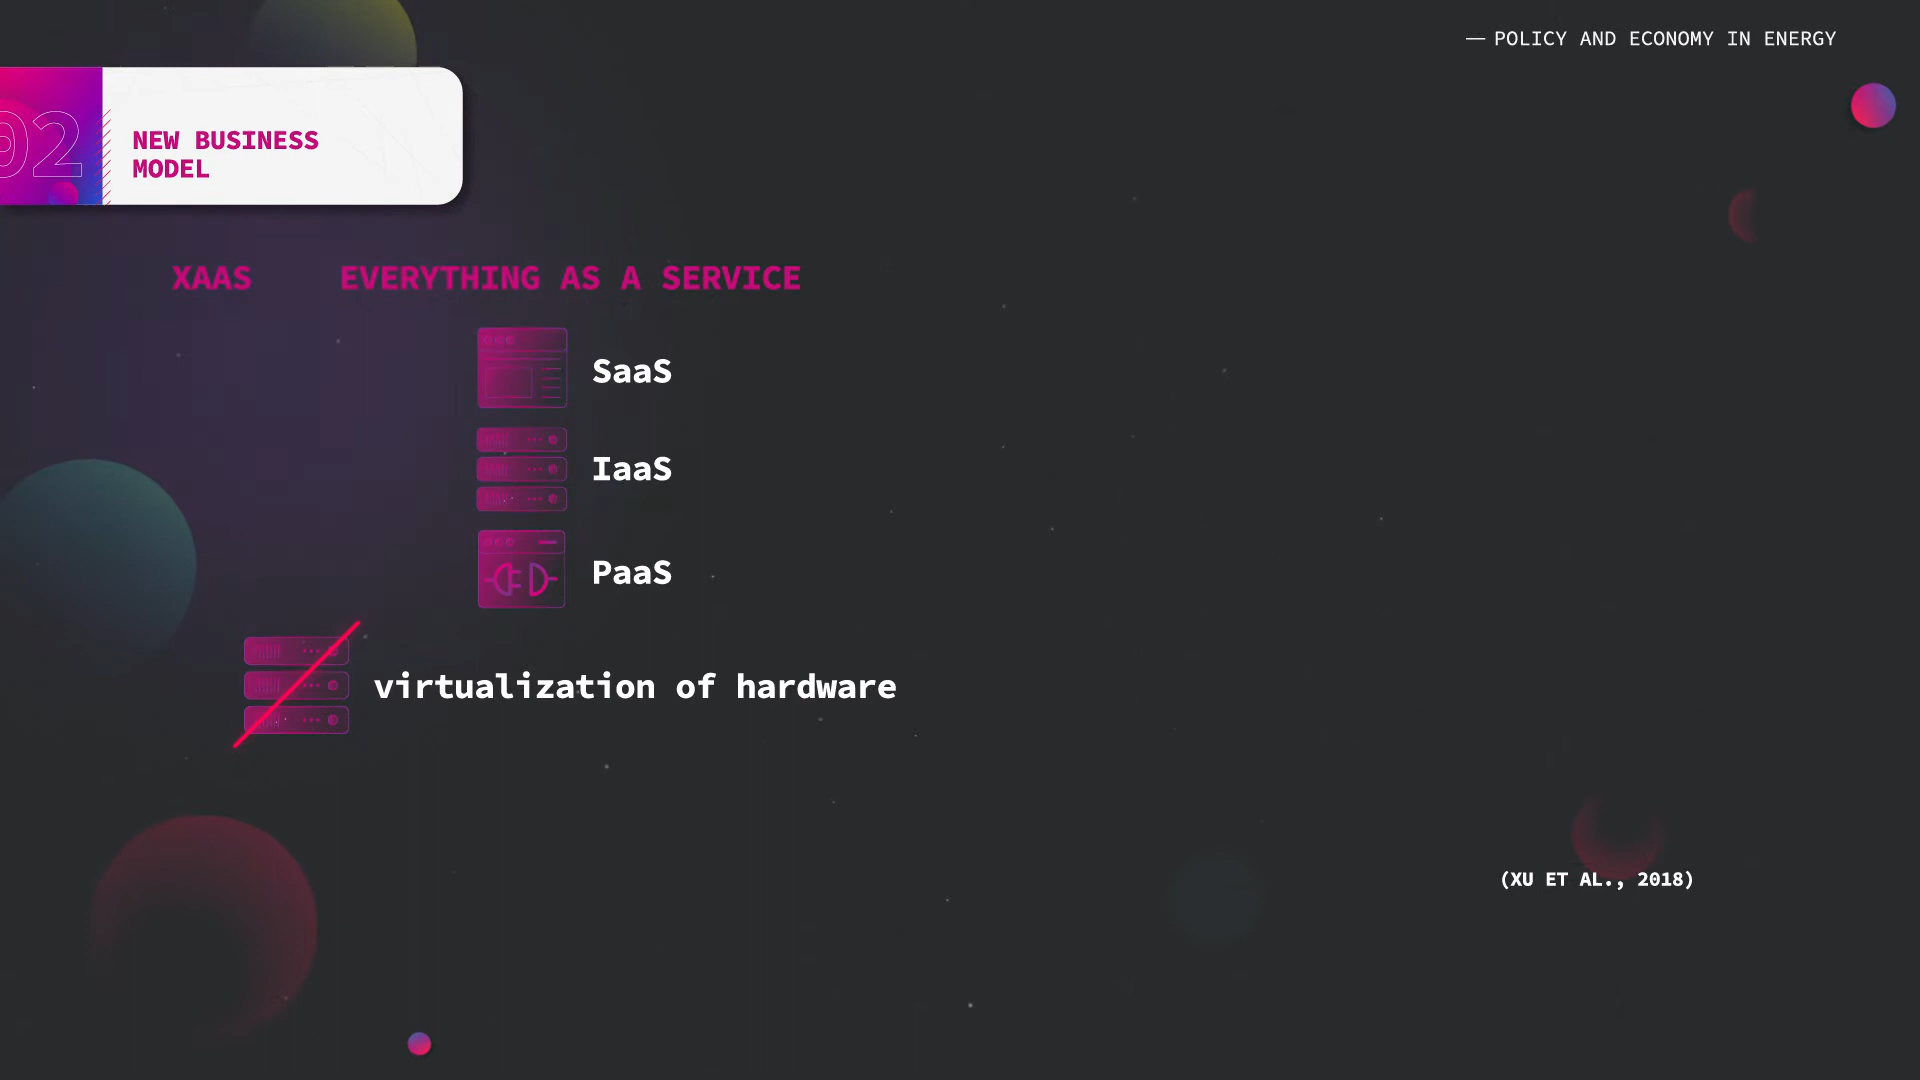 — POLICY AND ECONOMY IN ENERGY
02
NEW BUSINESS
MODEL
XAAS EVERYTHING AS A SERVICE
SaaS
IaaS
PaaS
virtualization of hardware
(XU ET AL., 2018)